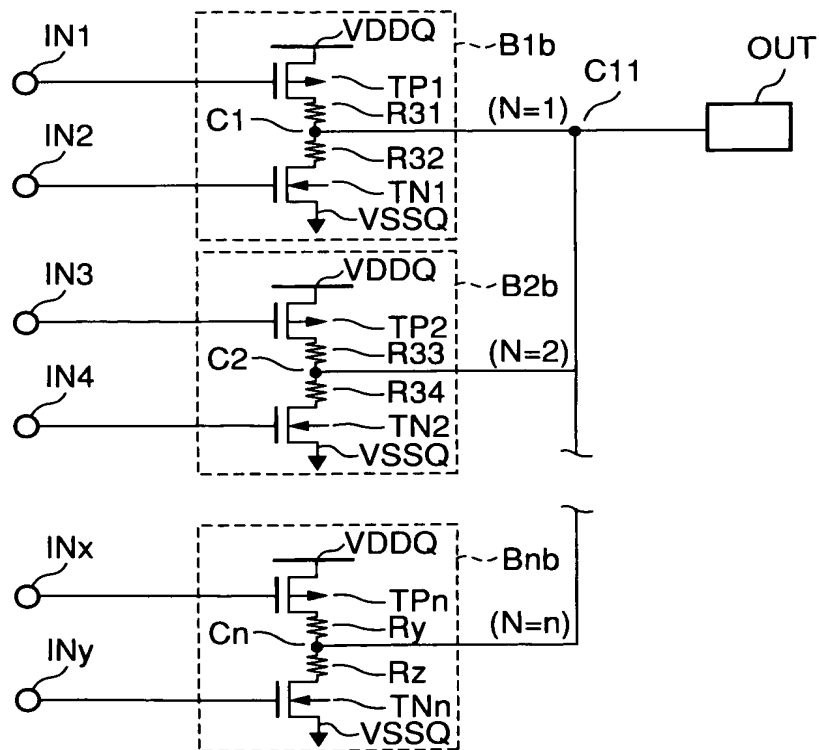 IN1
VDDQ
B1b
OUT
C11
TP1
R31
(N=1)
C1
IN2
R32
TN1
VSSQ
IN3
VDDQ
B2b
TP2
R33
(N=2)
C2
IN4
R34
TN2
VSSQ
INx
VDDQ
Bnb
TPn
Ry
(N=n)
Cn
INy
Rz
TNn
VSSQ